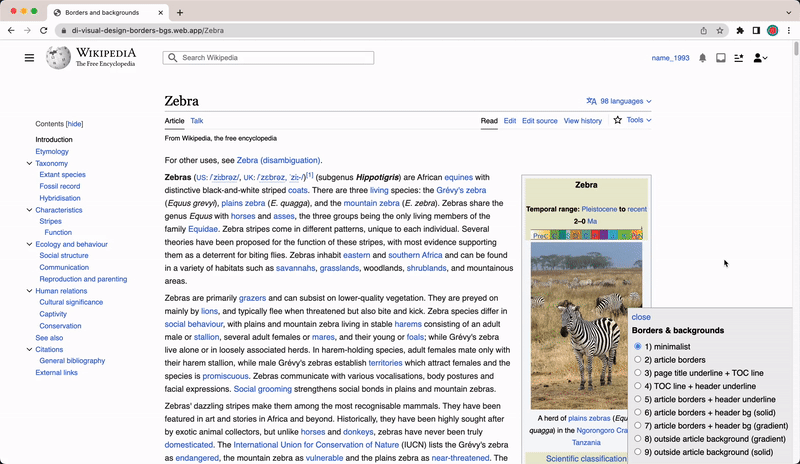 Borders and backgrounds
di-visual-design-borders-bgs.web.app/Zebra
WIKIPEDIA
The Free Encyclopedia
Search Wikipedia
name_1993
Contents [hide]
Introduction
Etymology
Taxonomy
Extant species
Fossil record
Hybridisation
Characteristics
Stripes
Function
Ecology and behaviour
Social structure
Communication
Reproduction and parenting
Human relations
Cultural significance
Captivity
Conservation
See also
Citations
General bibliography
External links
Zebra
98 languages
Article Talk
Read Edit Edit source View history Tools
From Wikipedia, the free encyclopedia
For other uses, see Zebra (disambiguation).
Zebras (US: /ˈziːbrəz/, UK: /ˈzɛbrəz, ˈziː-/)[1] (subgenus Hippotigris) are African equines with
distinctive black-and-white striped coats. There are three living species: the Grévy's zebra
(Equus grevyi), plains zebra (E. quagga), and the mountain zebra (E. zebra). Zebras share the
genus Equus with horses and asses, the three groups being the only living members of the
family Equidae. Zebra stripes come in different patterns, unique to each individual. Several
theories have been proposed for the function of these stripes, with most evidence supporting
them as a deterrent for biting flies. Zebras inhabit eastern and southern Africa and can be found
in a variety of habitats such as savannahs, grasslands, woodlands, shrublands, and mountainous
areas.
Zebras are primarily grazers and can subsist on lower-quality vegetation. They are preyed on
mainly by lions, and typically flee when threatened but also bite and kick. Zebra species differ in
social behaviour, with plains and mountain zebra living in stable harems consisting of an adult
male or stallion, several adult females or mares, and their young or foals; while Grévy's zebra
live alone or in loosely associated herds. In harem-holding species, adult females mate only with
their harem stallion, while male Grévy's zebras establish territories which attract females and the
species is promiscuous. Zebras communicate with various vocalisations, body postures and
facial expressions. Social grooming strengthens social bonds in plains and mountain zebras.
Zebras' dazzling stripes make them among the most recognisable mammals. They have been
featured in art and stories in Africa and beyond. Historically, they have been highly sought after
by exotic animal collectors, but unlike horses and donkeys, zebras have never been truly
domesticated. The International Union for Conservation of Nature (IUCN) lists the Grévy's zebra
as endangered, the mountain zebra as vulnerable and the plains zebra as near-threatened. The
Zebra
Temporal range: Pleistocene to recent
2–0 Ma
PreЄ
A herd of plains zebras (Equ
quagga) in the Ngorongoro Cra
Tanzania
Scientific classification
close
Borders & backgrounds
1) minimalist
2) article borders
3) page title underline + TOC line
4) TOC line + header underline
5) article borders + header underline
6) article borders + header bg (solid)
7) article borders + header bg (gradient)
8) outside article background (gradient)
9) outside article background (solid)